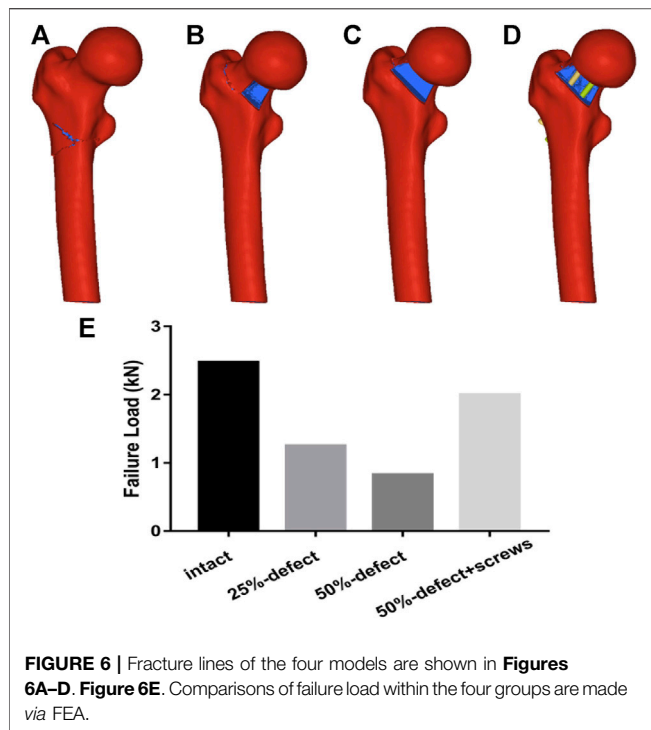 A
B
C
D
E
Failure Load (kN)
3
2
1
0
intact
25%-defect
50%-defect
50%-defect+screws
FIGURE 6 | Fracture lines of the four models are shown in Figures
6A–D. Figure 6E. Comparisons of failure load within the four groups are made
via FEA.